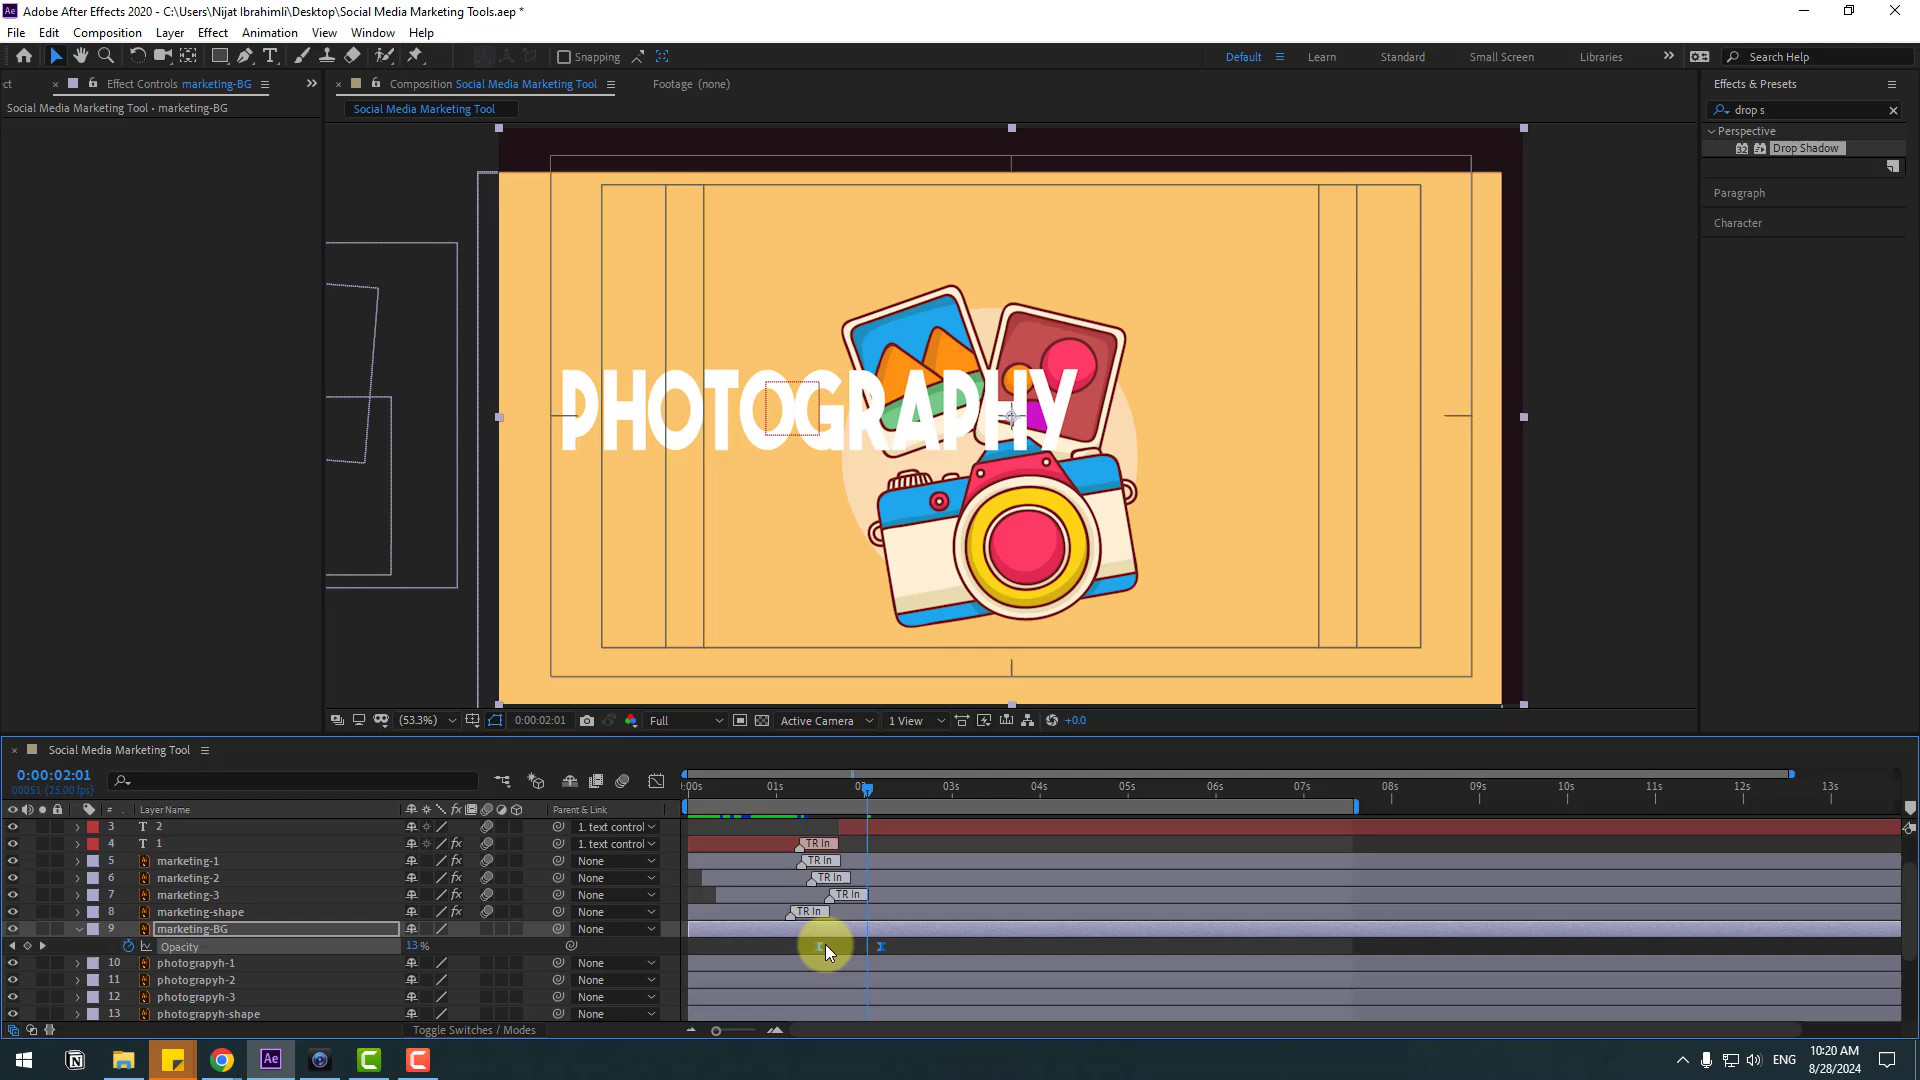 Adobe After Effects 2020 - C:\Users\Nijat Ibrahimli\Desktop\Social Media Marketing Tools.aep *
File Edit Composition Layer Effect Animation View Window Help
Snapping
Default Learn Standard Small Screen Libraries Search Help
ct Effect Controls marketing-BG
Composition Social Media Marketing Tool
Footage (none)
Effects & Presets
Social Media Marketing Tool • marketing-BG
Social Media Marketing Tool
drop s
Perspective
32 Drop Shadow
Paragraph
Character
PHOTOGRAPHY
(53.3%) 0:00:02:01 Full Active Camera 1 View +0.0
Social Media Marketing Tool
0:00:02:01
00051 (25.00 fps)
:00s 01s 02s 03s 04s 05s 06s 07s 08s 09s 10s 11s 12s 13s
# Layer Name Parent & Link
3 T 2 1. text control
4 T 1 1. text control TR In
5 marketing-1 None TR In
6 marketing-2 None TR In
7 marketing-3 None TR In
8 marketing-shape None TR In
9 marketing-BG None
Opacity 13 %
10 photograpyh-1 None
11 photograpyh-2 None
12 photograpyh-3 None
13 photograpyh-shape None
Toggle Switches / Modes
ENG
10:20 AM
8/28/2024